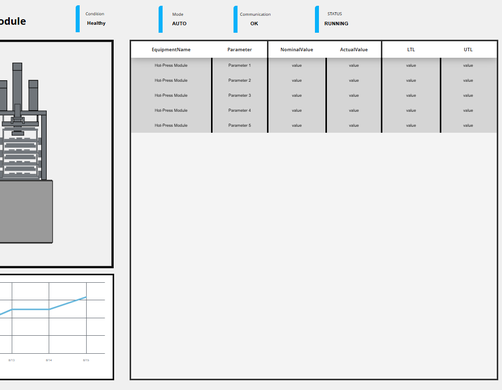 odule
Condition
Healthy
Mode
AUTO
Communication
OK
STATUS
RUNNING
EquipmentName Parameter NominalValue ActualValue LTL UTL
Hot Press Module Parameter 1 value value value value
Hot Press Module Parameter 2 value value value value
Hot Press Module Parameter 3 value value value value
Hot Press Module Parameter 4 value value value value
Hot Press Module Parameter 5 value value value value